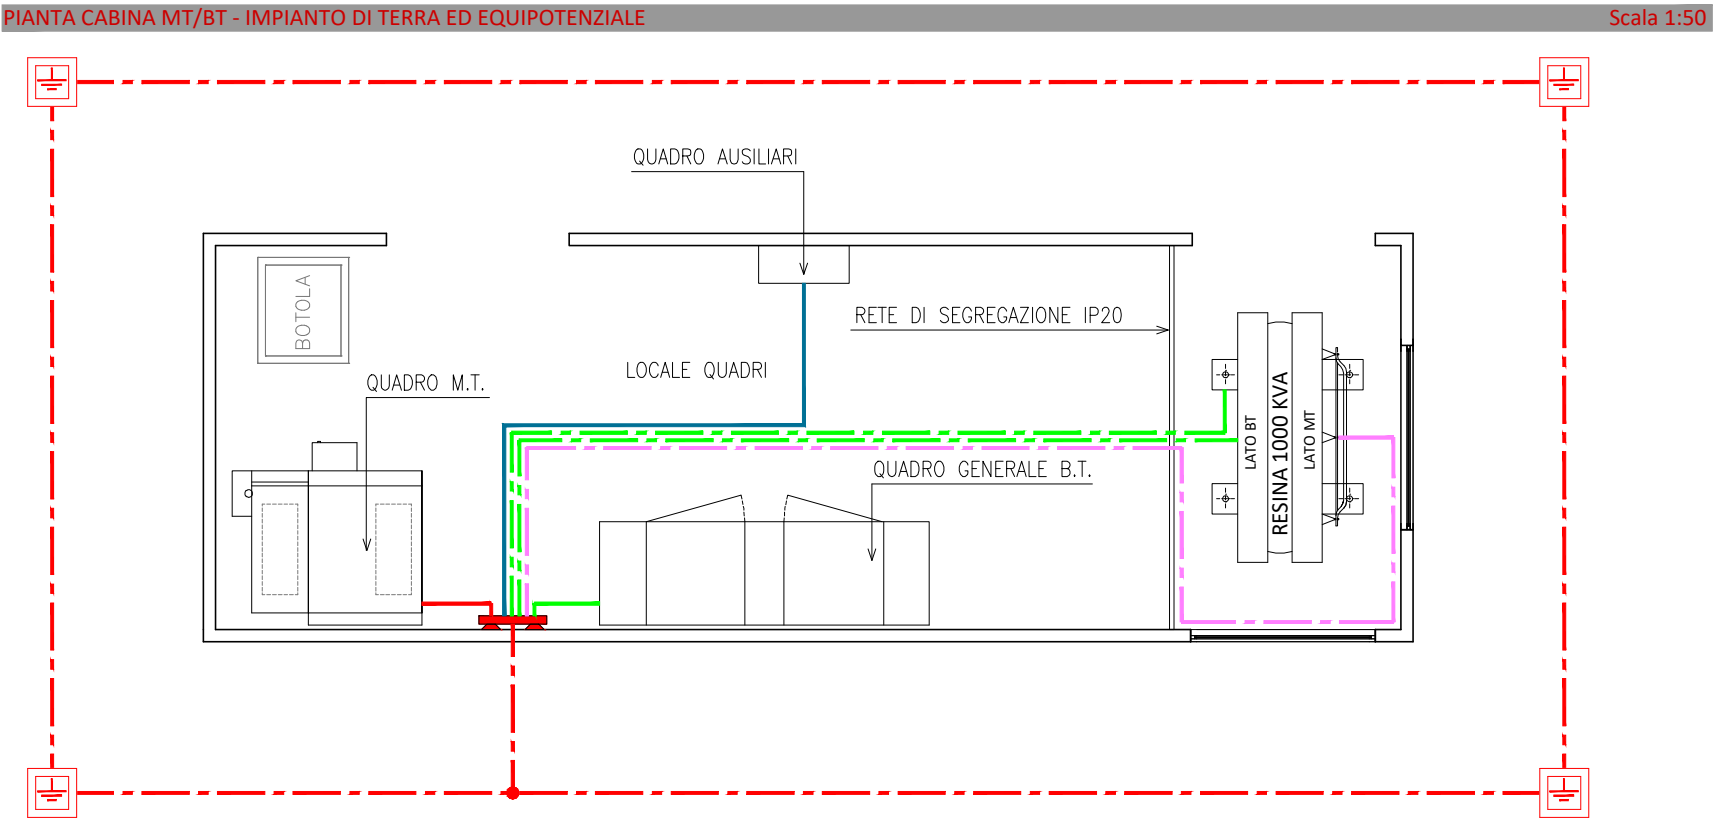 PIANTA CABINA MT/BT - IMPIANTO DI TERRA ED EQUIPOTENZIALE
Scala 1:50
QUADRO AUSILIARI
BOTOLA
RETE DI SEGREGAZIONE IP20
LOCALE QUADRI
QUADRO M.T.
LATO BT
RESINA 1000 KVA
LATO MT
QUADRO GENERALE B.T.